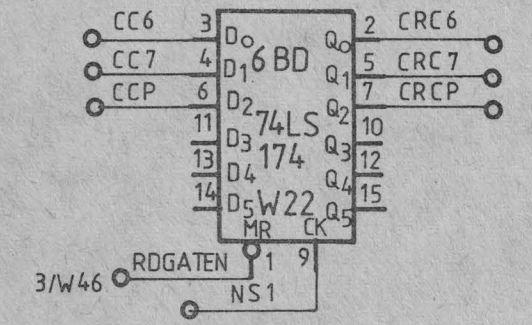 CC6 3 D0 6BD Q0 2 CRC6
CC7 4 D1 Q1 5 CRC7
CCP 6 D2 Q2 7 CRCP
11 D3 74LS Q3 10
13 D4 174 Q4 12
14 D5 W22 Q5 15
MR CK
RDGATEN 1 9
3/W46
NS1